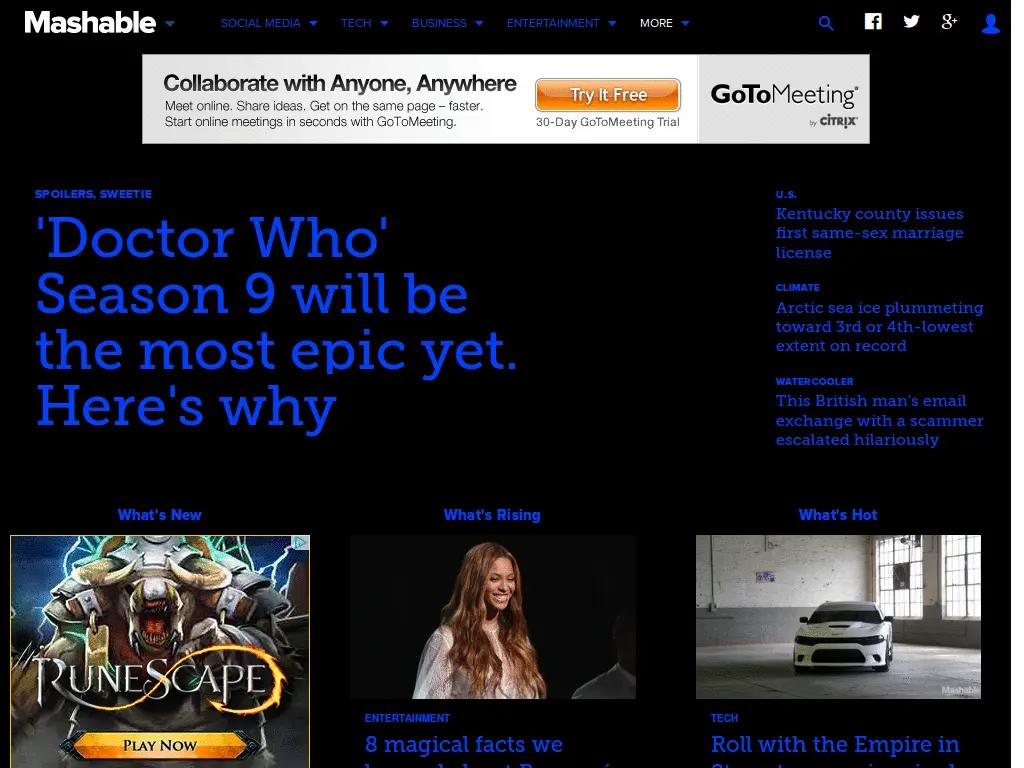 Mashable
SOCIAL MEDIA TECH BUSINESS ENTERTAINMENT MORE
Collaborate with Anyone, Anywhere
Meet online. Share ideas. Get on the same page – faster.
Start online meetings in seconds with GoToMeeting.
Try It Free
30-Day GoToMeeting Trial
GoToMeeting
by CITRIX
SPOILERS, SWEETIE
'Doctor Who'
Season 9 will be
the most epic yet.
Here's why
U.S.
Kentucky county issues
first same-sex marriage
license
CLIMATE
Arctic sea ice plummeting
toward 3rd or 4th-lowest
extent on record
WATERCOOLER
This British man's email
exchange with a scammer
escalated hilariously
What's New
RUNESCAPE
PLAY NOW
What's Rising
ENTERTAINMENT
8 magical facts we
What's Hot
Mashable
TECH
Roll with the Empire in